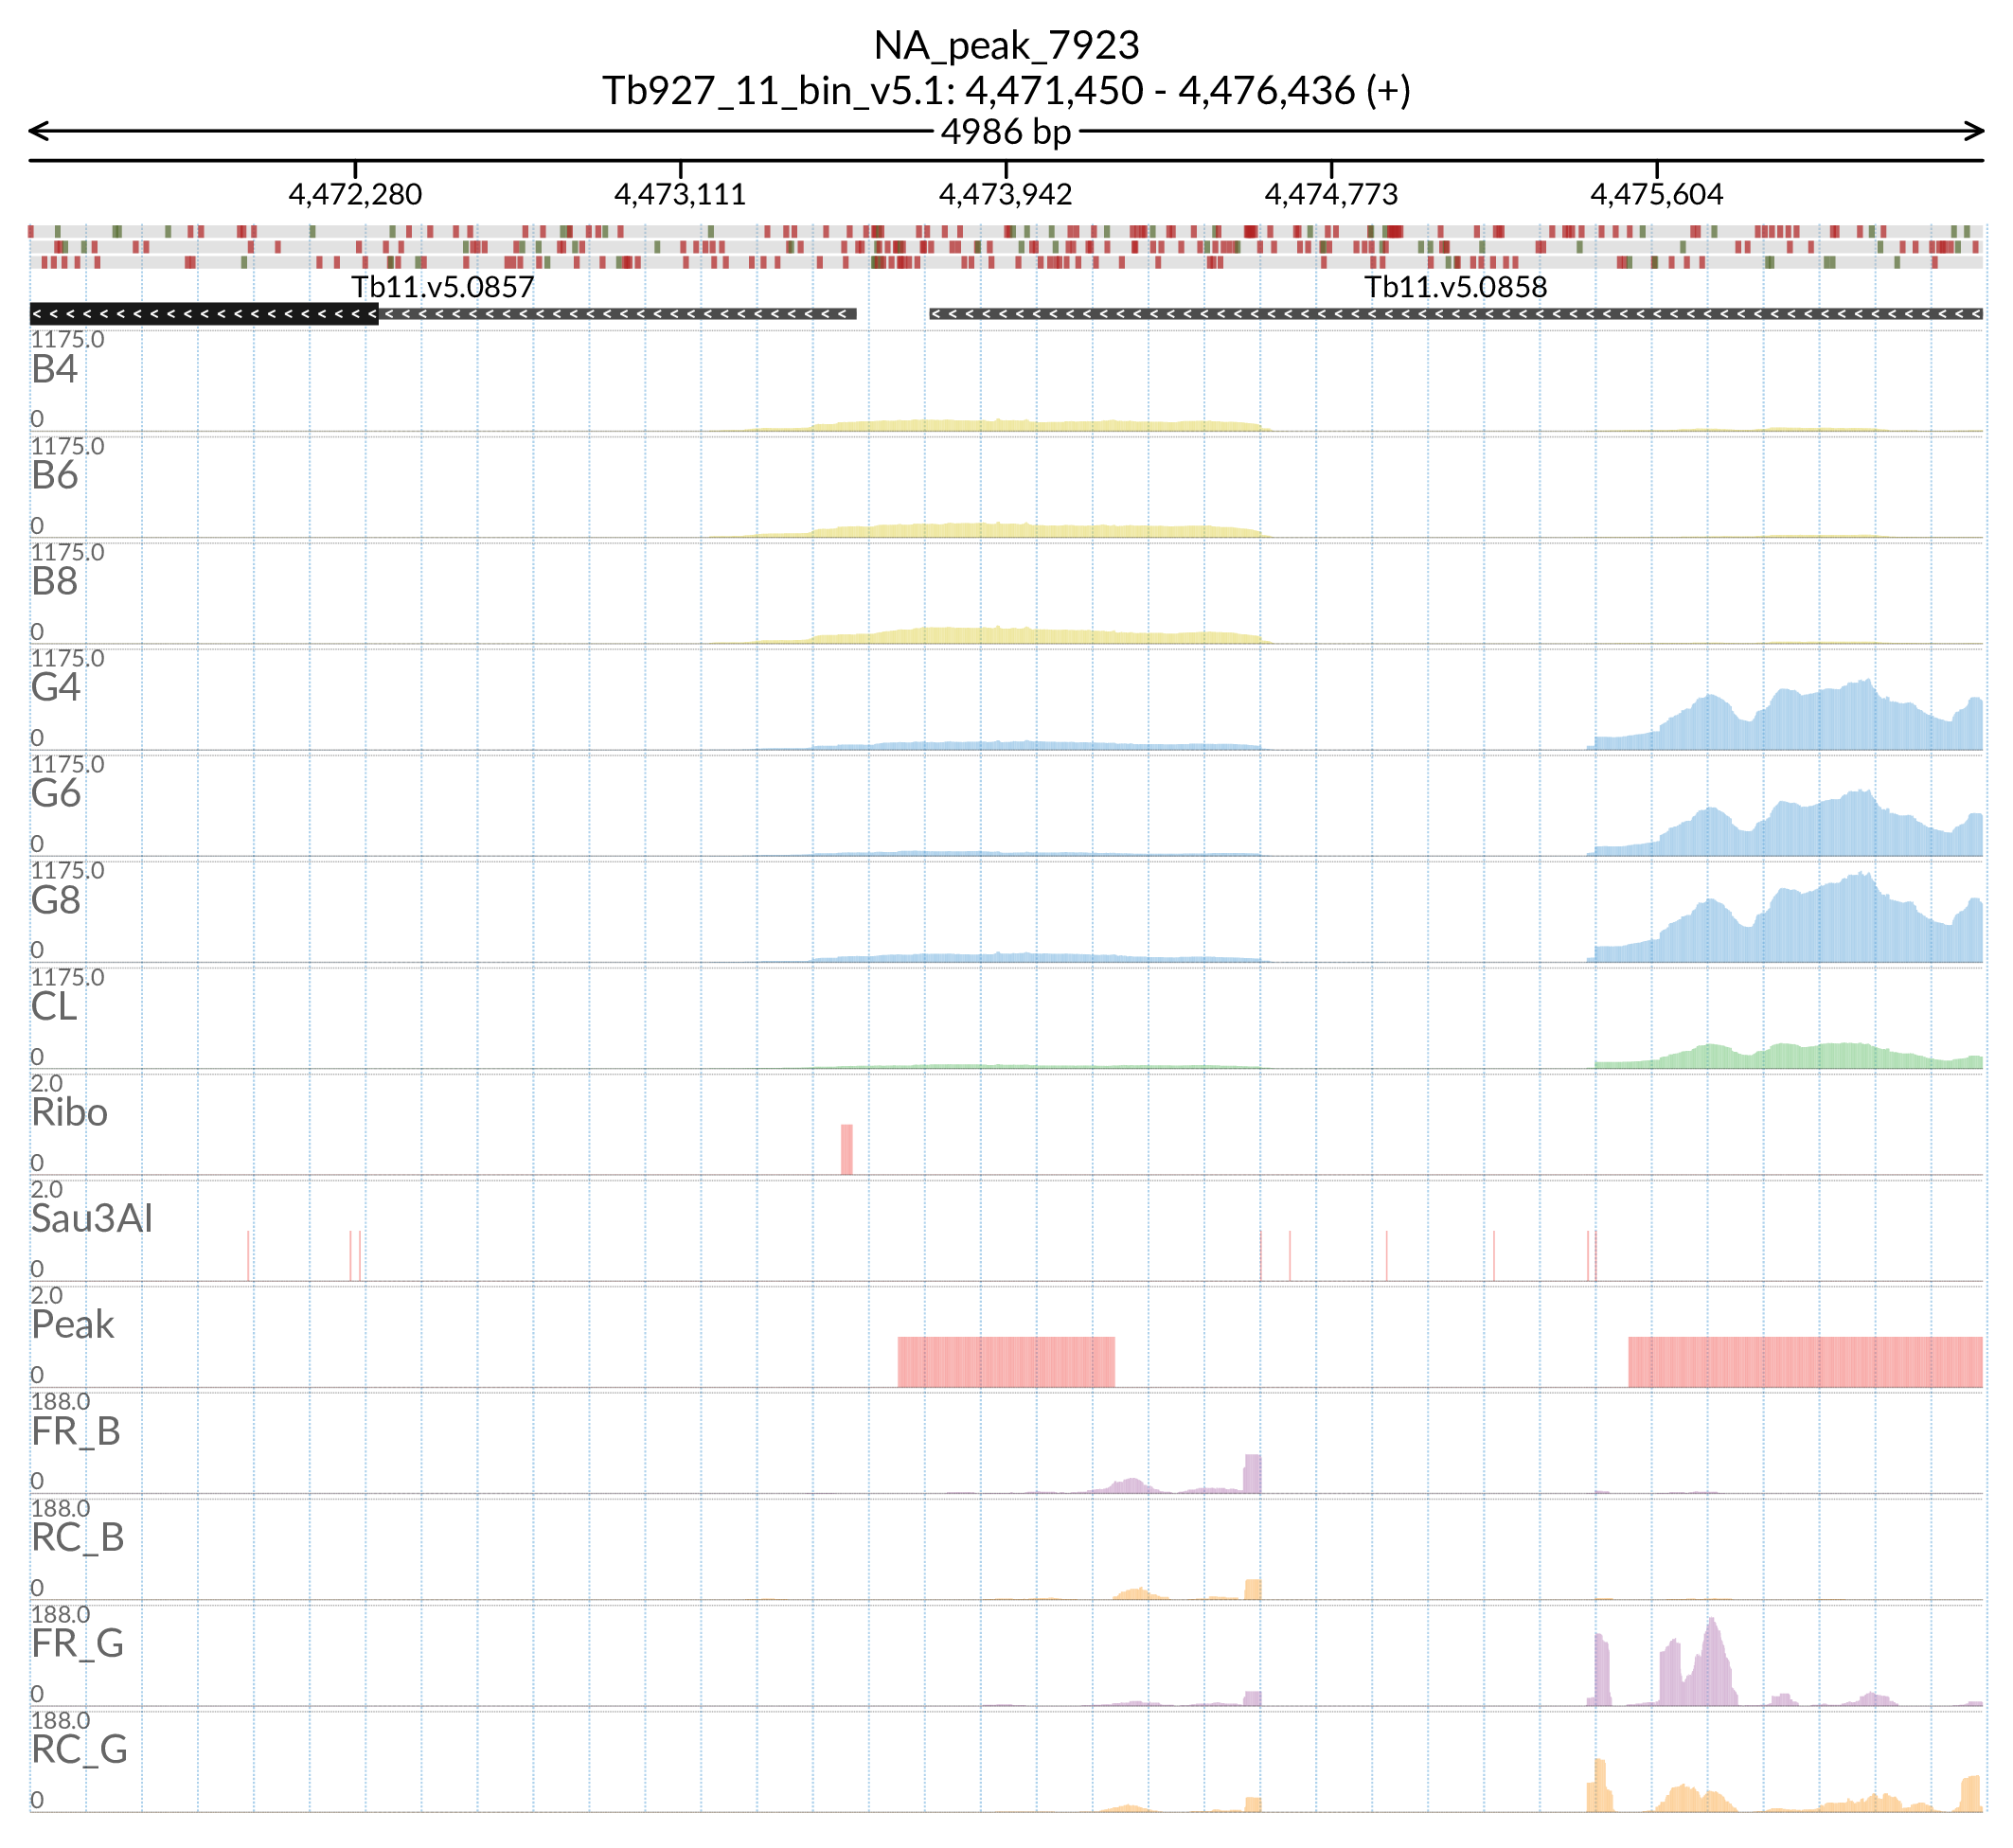 NA_peak_7923
Tb927_11_bin_v5.1: 4,471,450 - 4,476,436 (+)
4986 bp
4,472,280 4,473,111 4,473,942 4,474,773 4,475,604
Tb11.v5.0857 Tb11.v5.0858
1175.0
B4
0
1175.0
B6
0
1175.0
B8
0
1175.0
G4
0
1175.0
G6
0
1175.0
G8
0
1175.0
CL
0
2.0
Ribo
0
2.0
Sau3AI
0
2.0
Peak
0
188.0
FR_B
0
188.0
RC_B
0
188.0
FR_G
0
188.0
RC_G
0